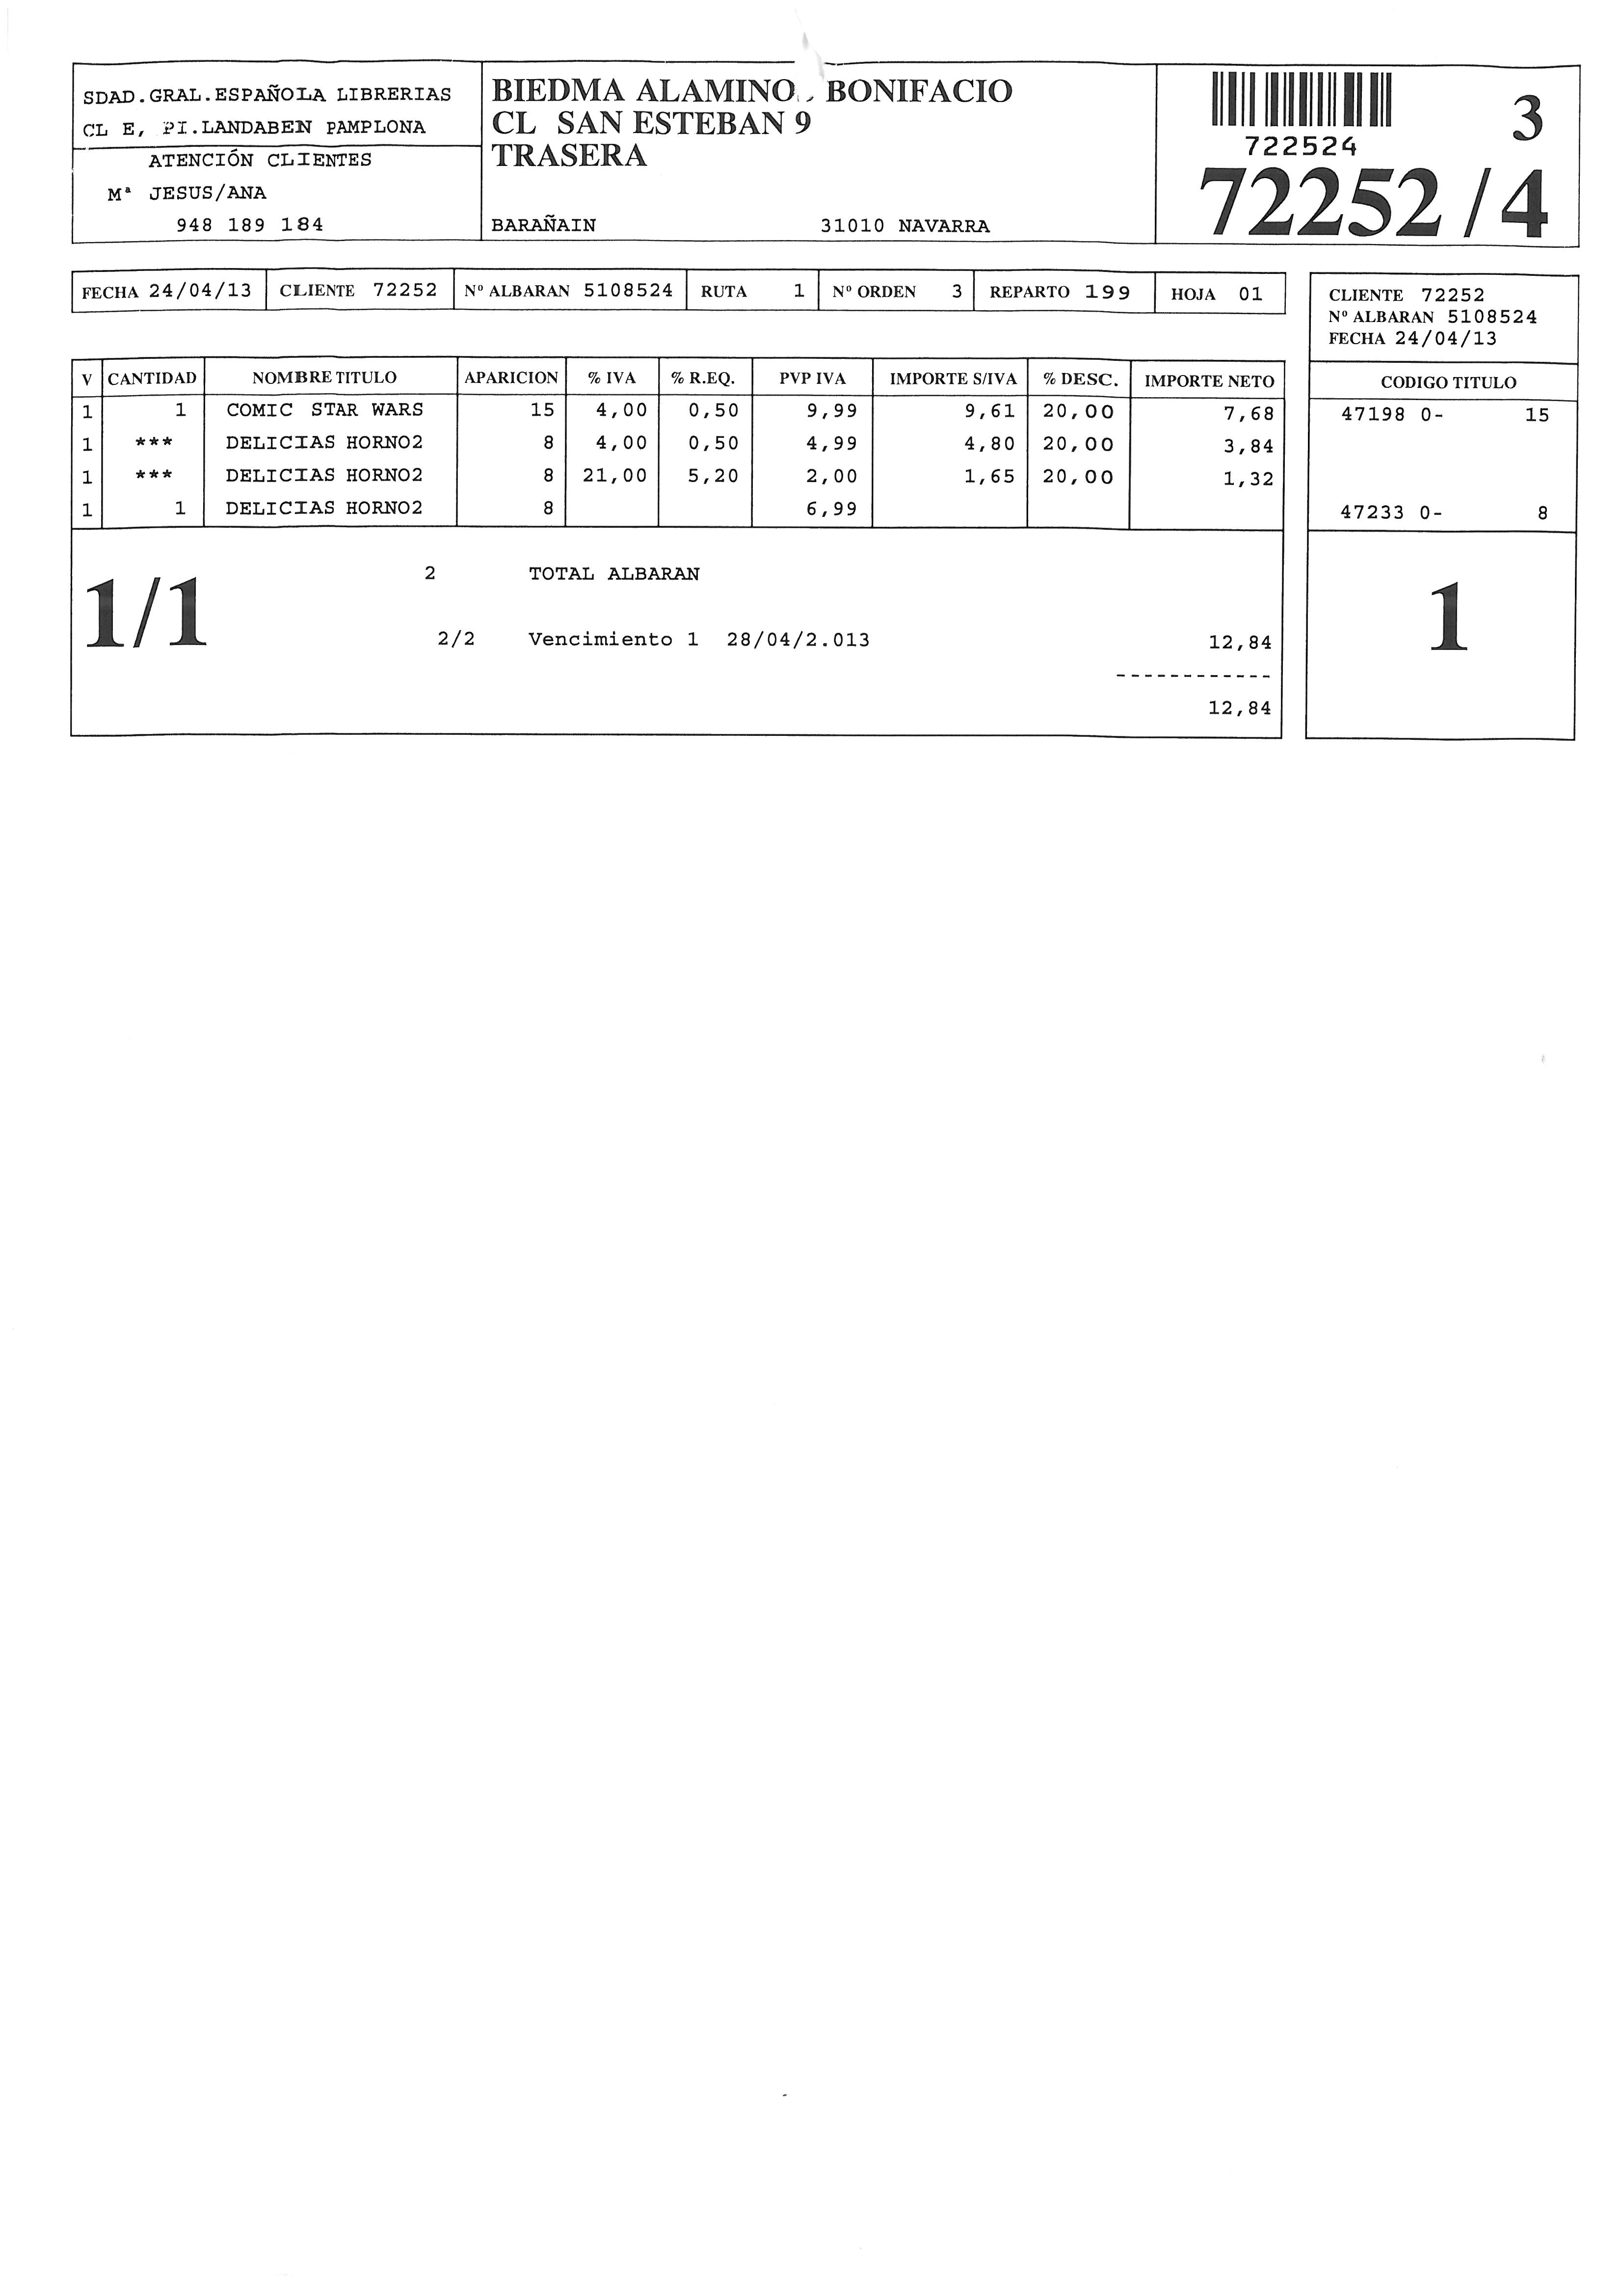 SDAD.GRAL.ESPAÑOLA LIBRERIAS
CL E, PI.LANDABEN PAMPLONA
ATENCIÓN CLIENTES
Mª JESUS/ANA
948 189 184
BIEDMA ALAMINO, BONIFACIO
CL SAN ESTEBAN 9
TRASERA
BARAÑAIN 31010 NAVARRA
722524
3
72252/4
FECHA 24/04/13 CLIENTE 72252 Nº ALBARAN 5108524 RUTA 1 Nº ORDEN 3 REPARTO 199 HOJA 01
CLIENTE 72252
Nº ALBARAN 5108524
FECHA 24/04/13
V CANTIDAD NOMBRE TITULO APARICION % IVA % R.EQ. PVP IVA IMPORTE S/IVA % DESC. IMPORTE NETO CODIGO TITULO
1 1 COMIC STAR WARS 15 4,00 0,50 9,99 9,61 20,00 7,68 47198 0- 15
1 *** DELICIAS HORNO2 8 4,00 0,50 4,99 4,80 20,00 3,84
1 *** DELICIAS HORNO2 8 21,00 5,20 2,00 1,65 20,00 1,32
1 1 DELICIAS HORNO2 8 6,99 47233 0- 8
1/1
2 TOTAL ALBARAN
2/2 Vencimiento 1 28/04/2.013 12,84
------------
12,84
1